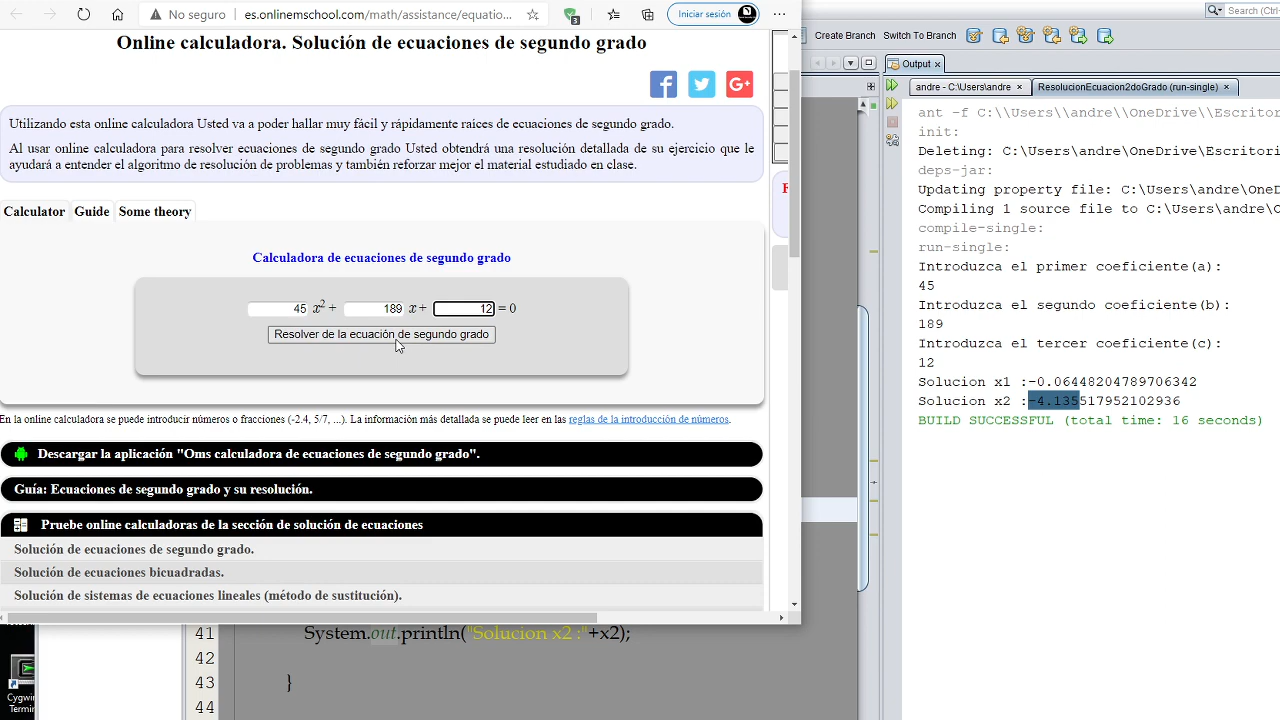 No seguro
es.onlinemschool.com/math/assistance/equatio...
3
Iniciar sesión
Online calculadora. Solución de ecuaciones de segundo grado
G+
Utilizando esta online calculadora Usted va a poder hallar muy fácil y rápidamente raíces de ecuaciones de segundo grado.
Al usar online calculadora para resolver ecuaciones de segundo grado Usted obtendrá una resolución detallada de su ejercicio que le
ayudará a entender el algoritmo de resolución de problemas y también reforzar mejor el material estudiado en clase.
Calculator Guide Some theory
Calculadora de ecuaciones de segundo grado
45 x² + 189 x + 12 = 0
Resolver de la ecuación de segundo grado
En la online calculadora se puede introducir números o fracciones (-2.4, 5/7, ...). La información más detallada se puede leer en las reglas de la introducción de números.
Descargar la aplicación "Oms calculadora de ecuaciones de segundo grado".
Guía: Ecuaciones de segundo grado y su resolución.
Pruebe online calculadoras de la sección de solución de ecuaciones
Solución de ecuaciones de segundo grado.
Solución de ecuaciones bicuadradas.
Solución de sistemas de ecuaciones lineales (método de sustitución).
Cygwin
Termin
41 System.out.println("Solucion x2 :"+x2);
42
43 }
44
Search (Ctrl
Create Branch Switch To Branch
Output
andre - C:\Users\andre
ResolucionEcuacion2doGrado (run-single)
ant -f C:\\Users\\andre\\OneDrive\\Escritor
init:
Deleting: C:\Users\andre\OneDrive\Escritori
deps-jar:
Updating property file: C:\Users\andre\OneD
Compiling 1 source file to C:\Users\andre\O
compile-single:
run-single:
Introduzca el primer coeficiente(a):
45
Introduzca el segundo coeficiente(b):
189
Introduzca el tercer coeficiente(c):
12
Solucion x1 :-0.06448204789706342
Solucion x2 :-4.135517952102936
BUILD SUCCESSFUL (total time: 16 seconds)